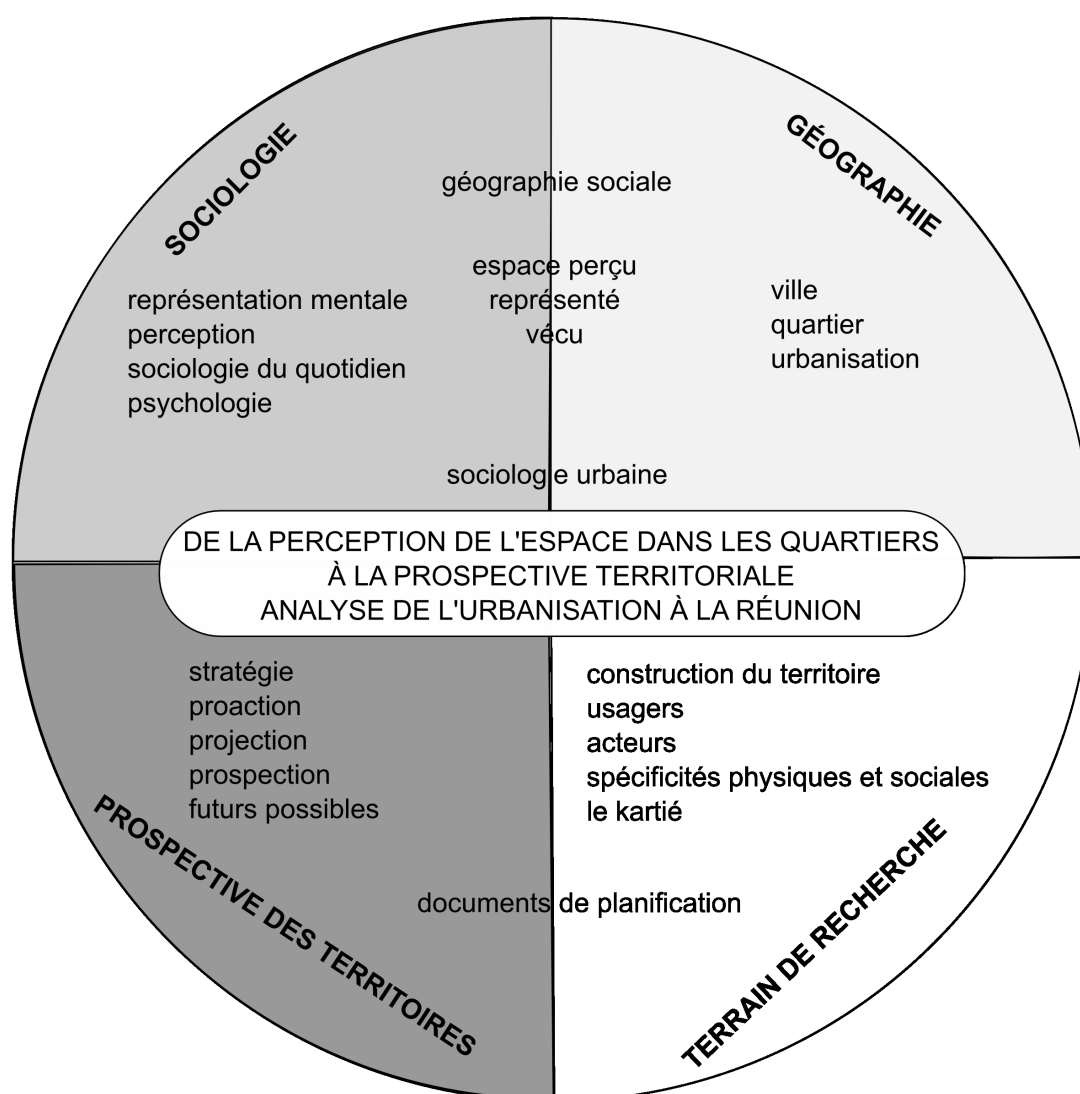 SOCIOLOGIE
GÉOGRAPHIE
géographie sociale
espace perçu
représenté
vécu
représentation mentale
perception
sociologie du quotidien
psychologie
ville
quartier
urbanisation
sociologie urbaine
DE LA PERCEPTION DE L'ESPACE DANS LES QUARTIERS
À LA PROSPECTIVE TERRITORIALE
ANALYSE DE L'URBANISATION À LA RÉUNION
stratégie
proaction
projection
prospection
futurs possibles
construction du territoire
usagers
acteurs
spécificités physiques et sociales
le kartié
documents de planification
PROSPECTIVE DES TERRITOIRES
TERRAIN DE RECHERCHE